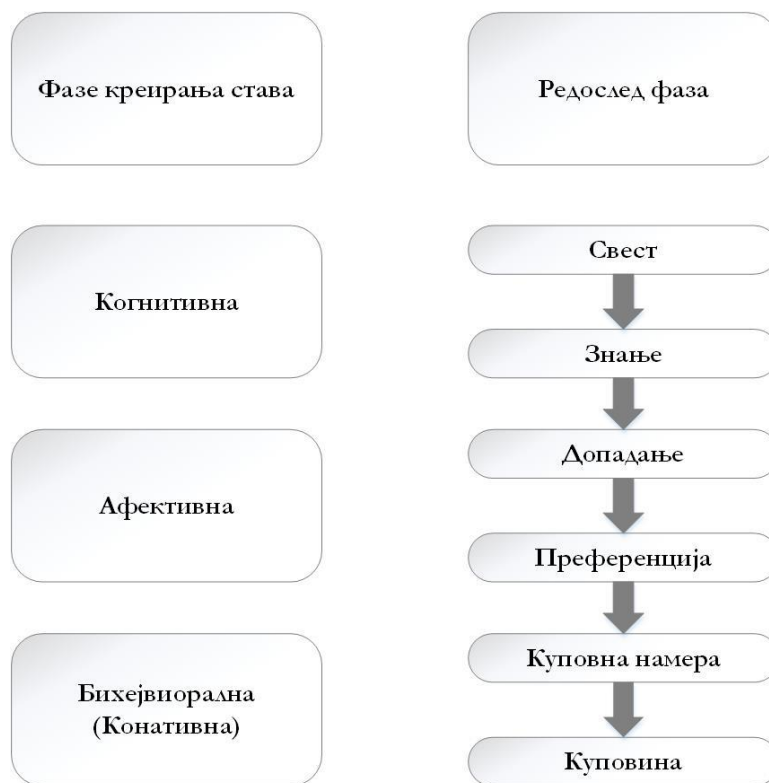 Фазе креирања става
Редослед фаза
Когнитивна
Свест
Знање
Афективна
Допадање
Преференција
Бихејвиорална
(Конативна)
Куповна намера
Куповина